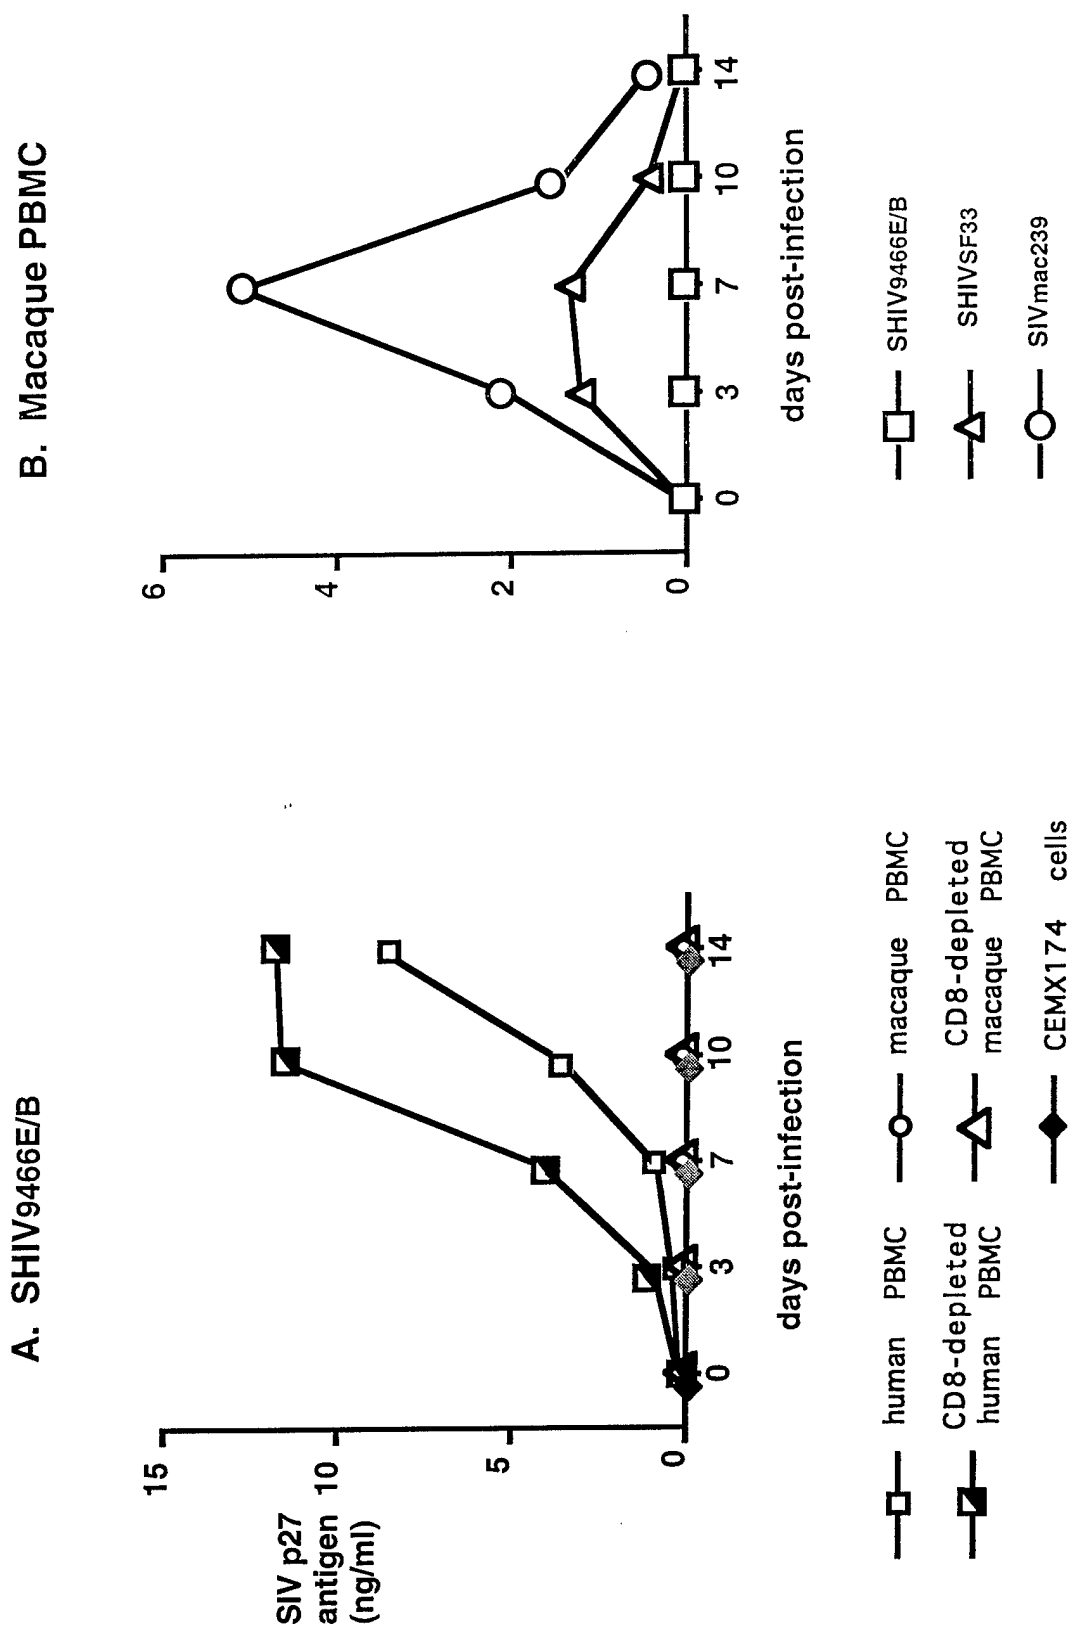 A. SHIV9466E/B
SIV p27
antigen
(ng/ml)
15
10
5
0
0 3 7 10 14
days post-infection
human PBMC
CD8-depleted
human PBMC
macaque PBMC
CD8-depleted
macaque PBMC
CEMX174 cells
B. Macaque PBMC
6
4
2
0
0 3 7 10 14
days post-infection
SHIV9466E/B
SHIVSF33
SIVmac239